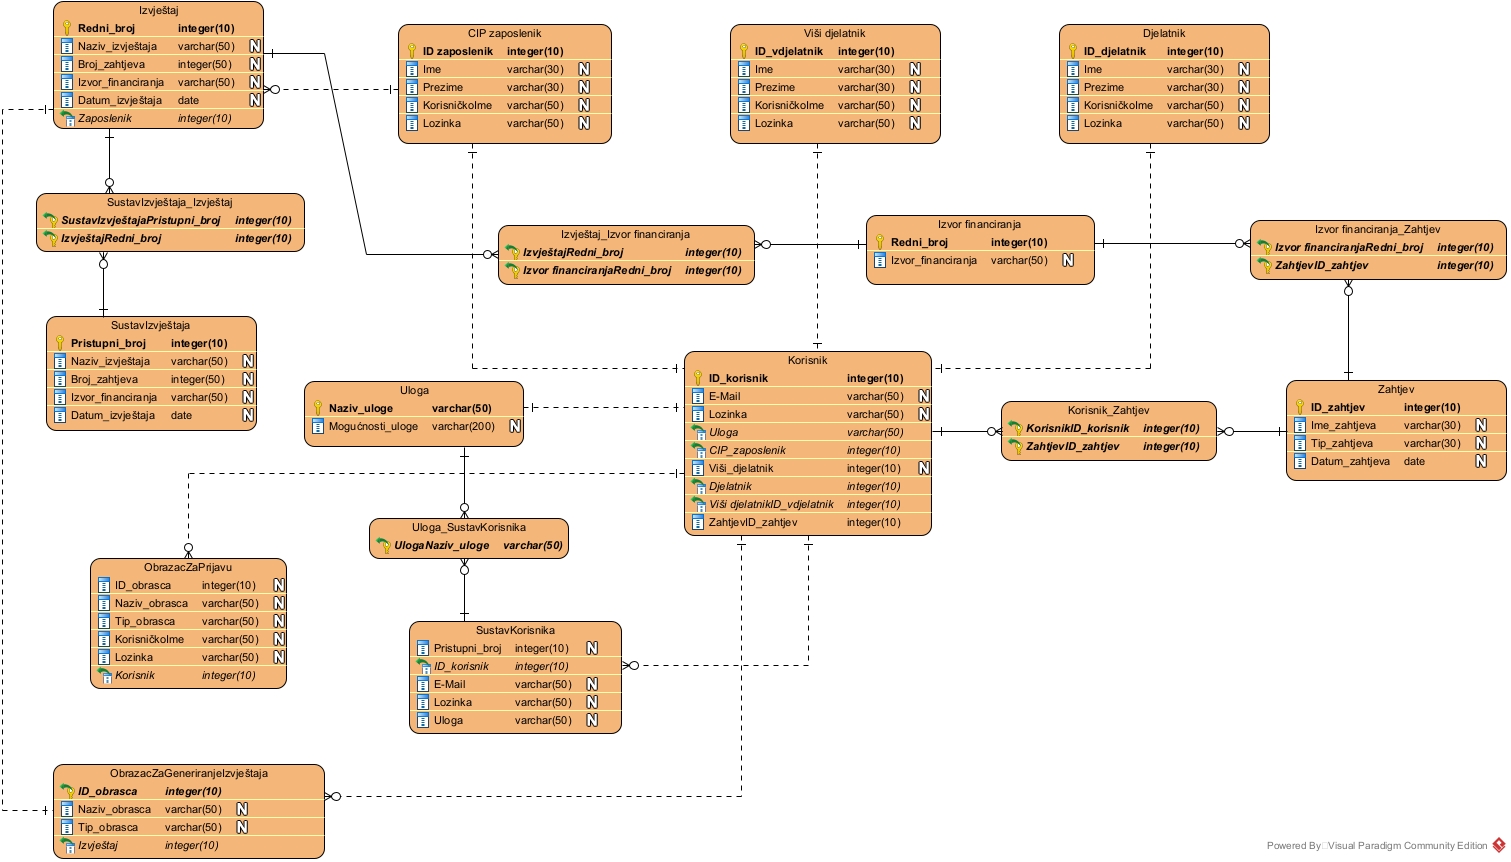 Izvještaj
Redni_broj integer(10)
Naziv_izvještaja varchar(50) N
Broj_zahtjeva integer(50) N
Izvor_financiranja varchar(50) N
Datum_izvještaja date N
Zaposlenik integer(10)
CIP zaposlenik
ID zaposlenik integer(10)
Ime varchar(30) N
Prezime varchar(30) N
KorisničkoIme varchar(50) N
Lozinka varchar(50) N
Viši djelatnik
ID_vdjelatnik integer(10)
Ime varchar(30) N
Prezime varchar(30) N
KorisničkoIme varchar(50) N
Lozinka varchar(50) N
Djelatnik
ID_djelatnik integer(10)
Ime varchar(30) N
Prezime varchar(30) N
KorisničkoIme varchar(50) N
Lozinka varchar(50) N
SustavIzvještaja_Izvještaj
SustavIzvještajaPristupni_broj integer(10)
IzvještajRedni_broj integer(10)
Izvještaj_Izvor financiranja
IzvještajRedni_broj integer(10)
Izvor financiranjaRedni_broj integer(10)
Izvor financiranja
Redni_broj integer(10)
Izvor_financiranja varchar(50) N
Izvor financiranja_Zahtjev
Izvor financiranjaRedni_broj integer(10)
ZahtjevID_zahtjev integer(10)
SustavIzvještaja
Pristupni_broj integer(10)
Naziv_izvještaja varchar(50) N
Broj_zahtjeva integer(50) N
Izvor_financiranja varchar(50) N
Datum_izvještaja date N
Uloga
Naziv_uloge varchar(50)
Mogućnosti_uloge varchar(200) N
Korisnik
ID_korisnik integer(10)
E-Mail varchar(50) N
Lozinka varchar(50) N
Uloga varchar(50)
CIP_zaposlenik integer(10)
Viši_djelatnik integer(10) N
Djelatnik integer(10)
Viši djelatnikID_vdjelatnik integer(10)
ZahtjevID_zahtjev integer(10)
Korisnik_Zahtjev
KorisnikID_korisnik integer(10)
ZahtjevID_zahtjev integer(10)
Zahtjev
ID_zahtjev integer(10)
Ime_zahtjeva varchar(30) N
Tip_zahtjeva varchar(30) N
Datum_zahtjeva date N
Uloga_SustavKorisnika
UlogaNaziv_uloge varchar(50)
ObrazacZaPrijavu
ID_obrasca integer(10) N
Naziv_obrasca varchar(50) N
Tip_obrasca varchar(50) N
KorisničkoIme varchar(50) N
Lozinka varchar(50) N
Korisnik integer(10)
SustavKorisnika
Pristupni_broj integer(10) N
ID_korisnik integer(10)
E-Mail varchar(50) N
Lozinka varchar(50) N
Uloga varchar(50) N
ObrazacZaGeneriranjeIzvještaja
ID_obrasca integer(10)
Naziv_obrasca varchar(50) N
Tip_obrasca varchar(50) N
Izvještaj integer(10)
Powered By Visual Paradigm Community Edition